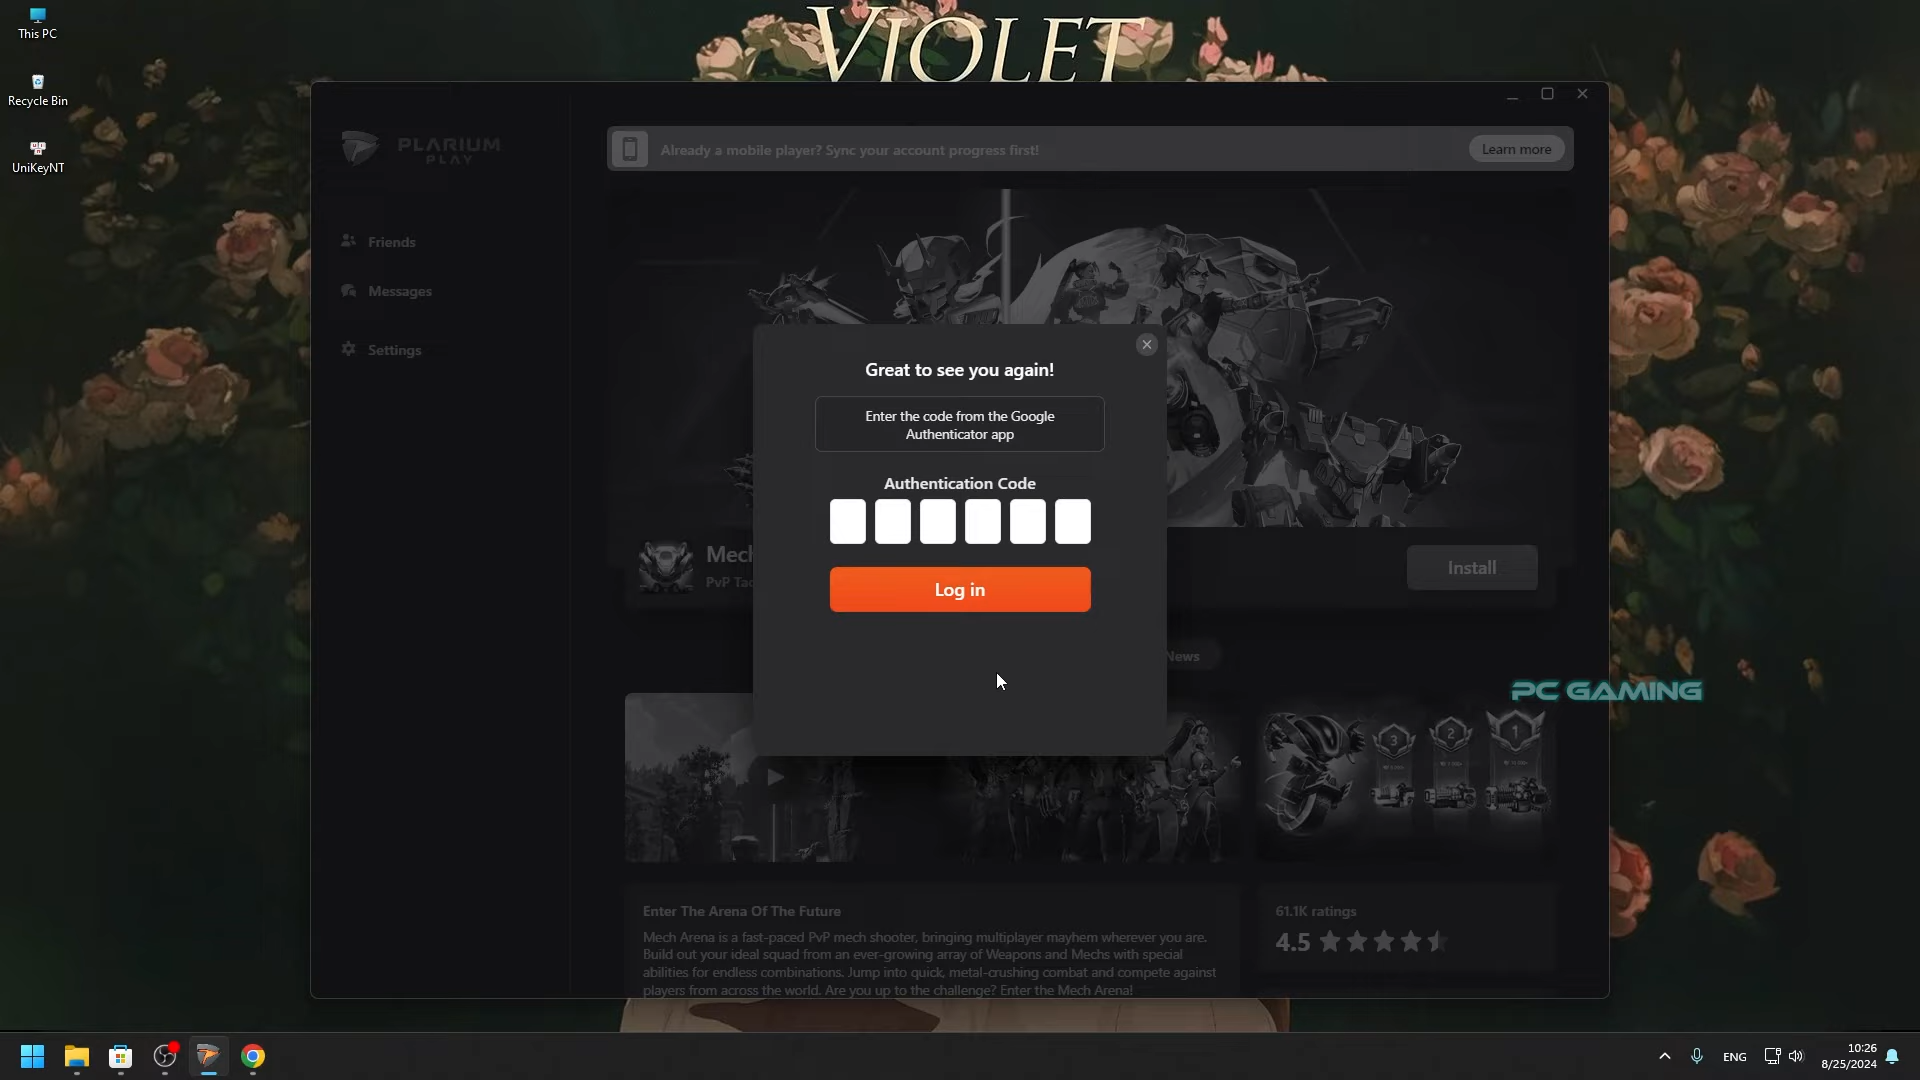 VIOLET
This PC
Recycle Bin
UniKeyNT
PLARIUM
PLAY
Friends
Messages
Settings
Already a mobile player? Sync your account progress first!
Learn more
Great to see you again!
Enter the code from the Google
Authenticator app
Authentication Code
Log in
Mech
PvP Tac
Install
News
PC GAMING
3
2
1
Enter The Arena Of The Future
Mech Arena is a fast-paced PvP mech shooter, bringing multiplayer mayhem wherever you are.
Build out your ideal squad from an ever-growing array of Weapons and Mechs with special
abilities for endless combinations. Jump into quick, metal-crushing combat and compete against
players from across the world. Are you up to the challenge? Enter the Mech Arena!
61.1K ratings
4.5
ENG
10:26
8/25/2024